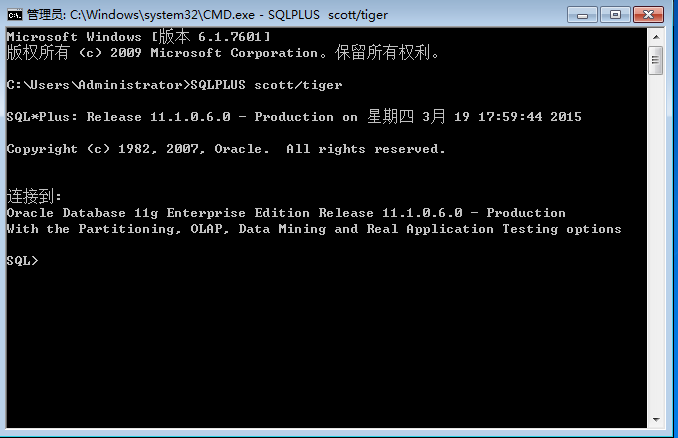 管理员: C:\Windows\system32\CMD.exe - SQLPLUS  scott/tiger
Microsoft Windows [版本 6.1.7601]
版权所有 (c) 2009 Microsoft Corporation。保留所有权利。
C:\Users\Administrator>SQLPLUS scott/tiger
SQL*Plus: Release 11.1.0.6.0 - Production on 星期四 3月 19 17:59:44 2015
Copyright (c) 1982, 2007, Oracle.  All rights reserved.
连接到:
Oracle Database 11g Enterprise Edition Release 11.1.0.6.0 - Production
With the Partitioning, OLAP, Data Mining and Real Application Testing options
SQL>